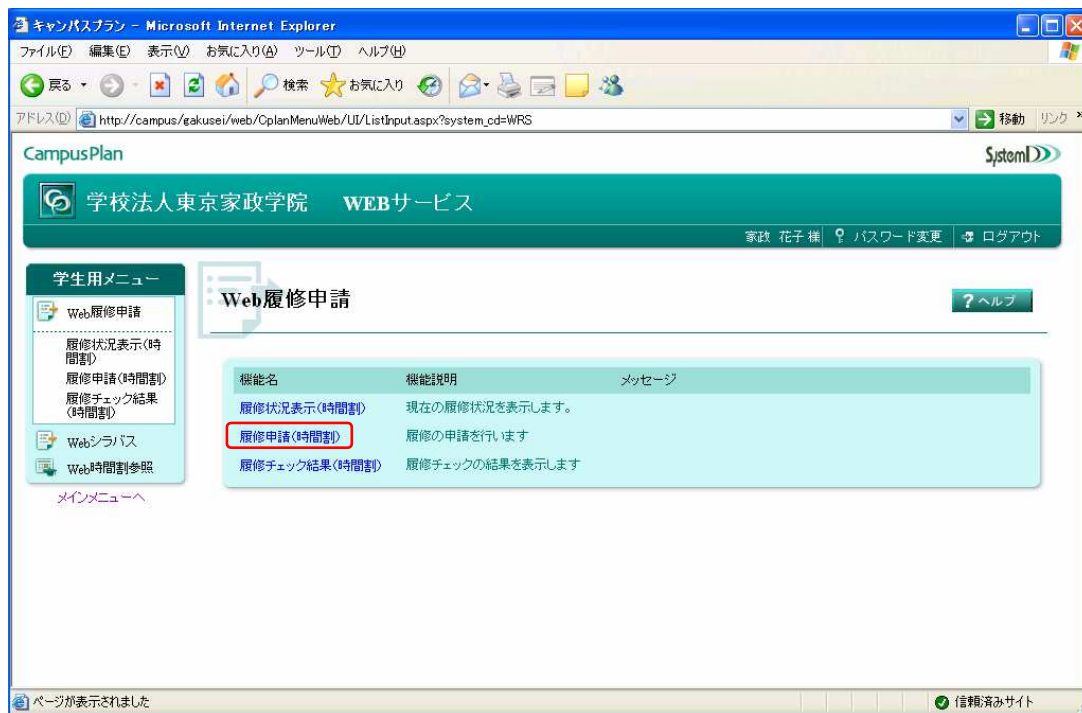 キャンパスプラン - Microsoft Internet Explorer
ファイル(F) 編集(E) 表示(V) お気に入り(A) ツール(T) ヘルプ(H)
戻る 検索 お気に入り
アドレス(D) http://campus/gakusei/web/CplanMenuWeb/UI/ListInput.aspx?system_cd=WRS 移動 リンク »
CampusPlan SystemD
学校法人東京家政学院 WEBサービス
家政 花子 様 パスワード変更 ログアウト
学生用メニュー
Web履修申請
履修状況表示(時
間割)
履修申請(時間割)
履修チェック結果
(時間割)
Webシラバス
Web時間割参照
メインメニューへ
Web履修申請
? ヘルプ
機能名 機能説明 メッセージ
履修状況表示(時間割) 現在の履修状況を表示します。
履修申請(時間割) 履修の申請を行います
履修チェック結果(時間割) 履修チェックの結果を表示します
ページが表示されました 信頼済みサイト